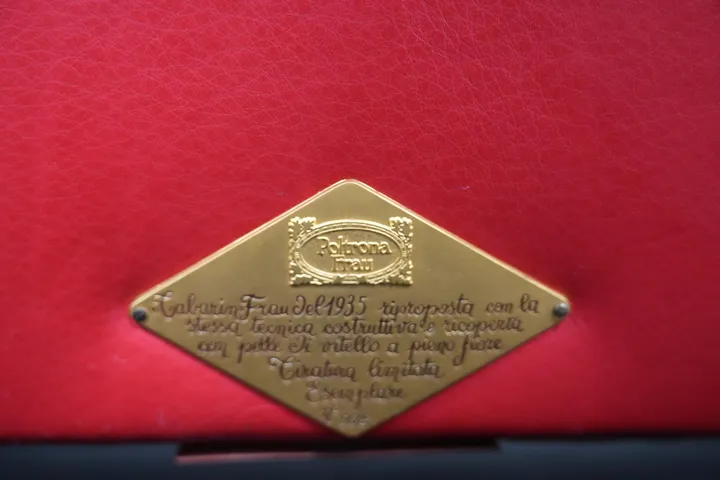 Poltrona
Frau
Tabarin Frau del 1935 riproposta con la
stessa tecnica costruttiva e ricoperta
con pelle di vitello a pieno fiore
Tiratura limitata
Esemplare